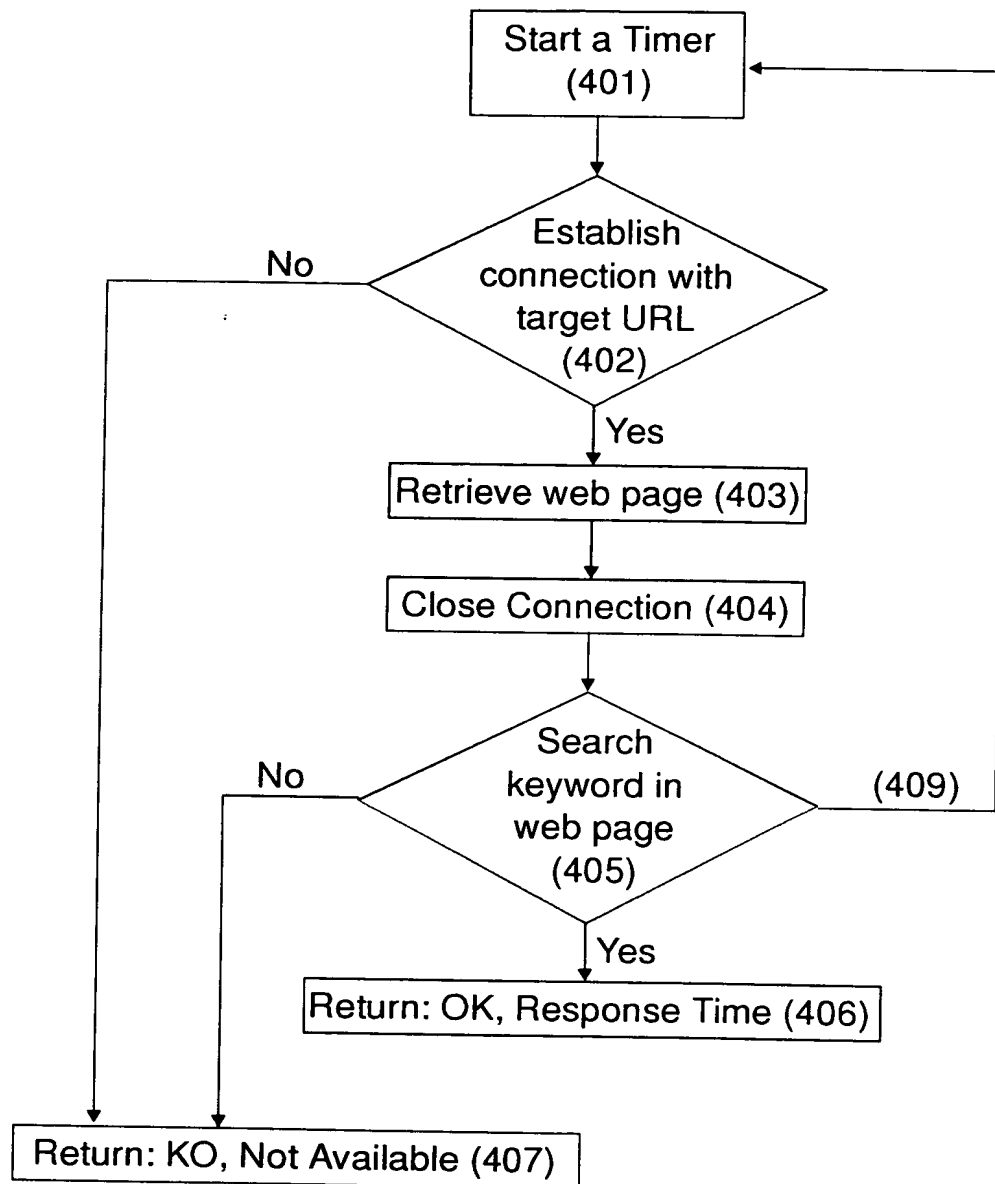 Start a Timer
(401)
No
Establish
connection with
target URL
(402)
Yes
Retrieve web page (403)
Close Connection (404)
No
Search
keyword in
web page
(405)
(409)
Yes
Return: OK, Response Time (406)
Return: KO, Not Available (407)